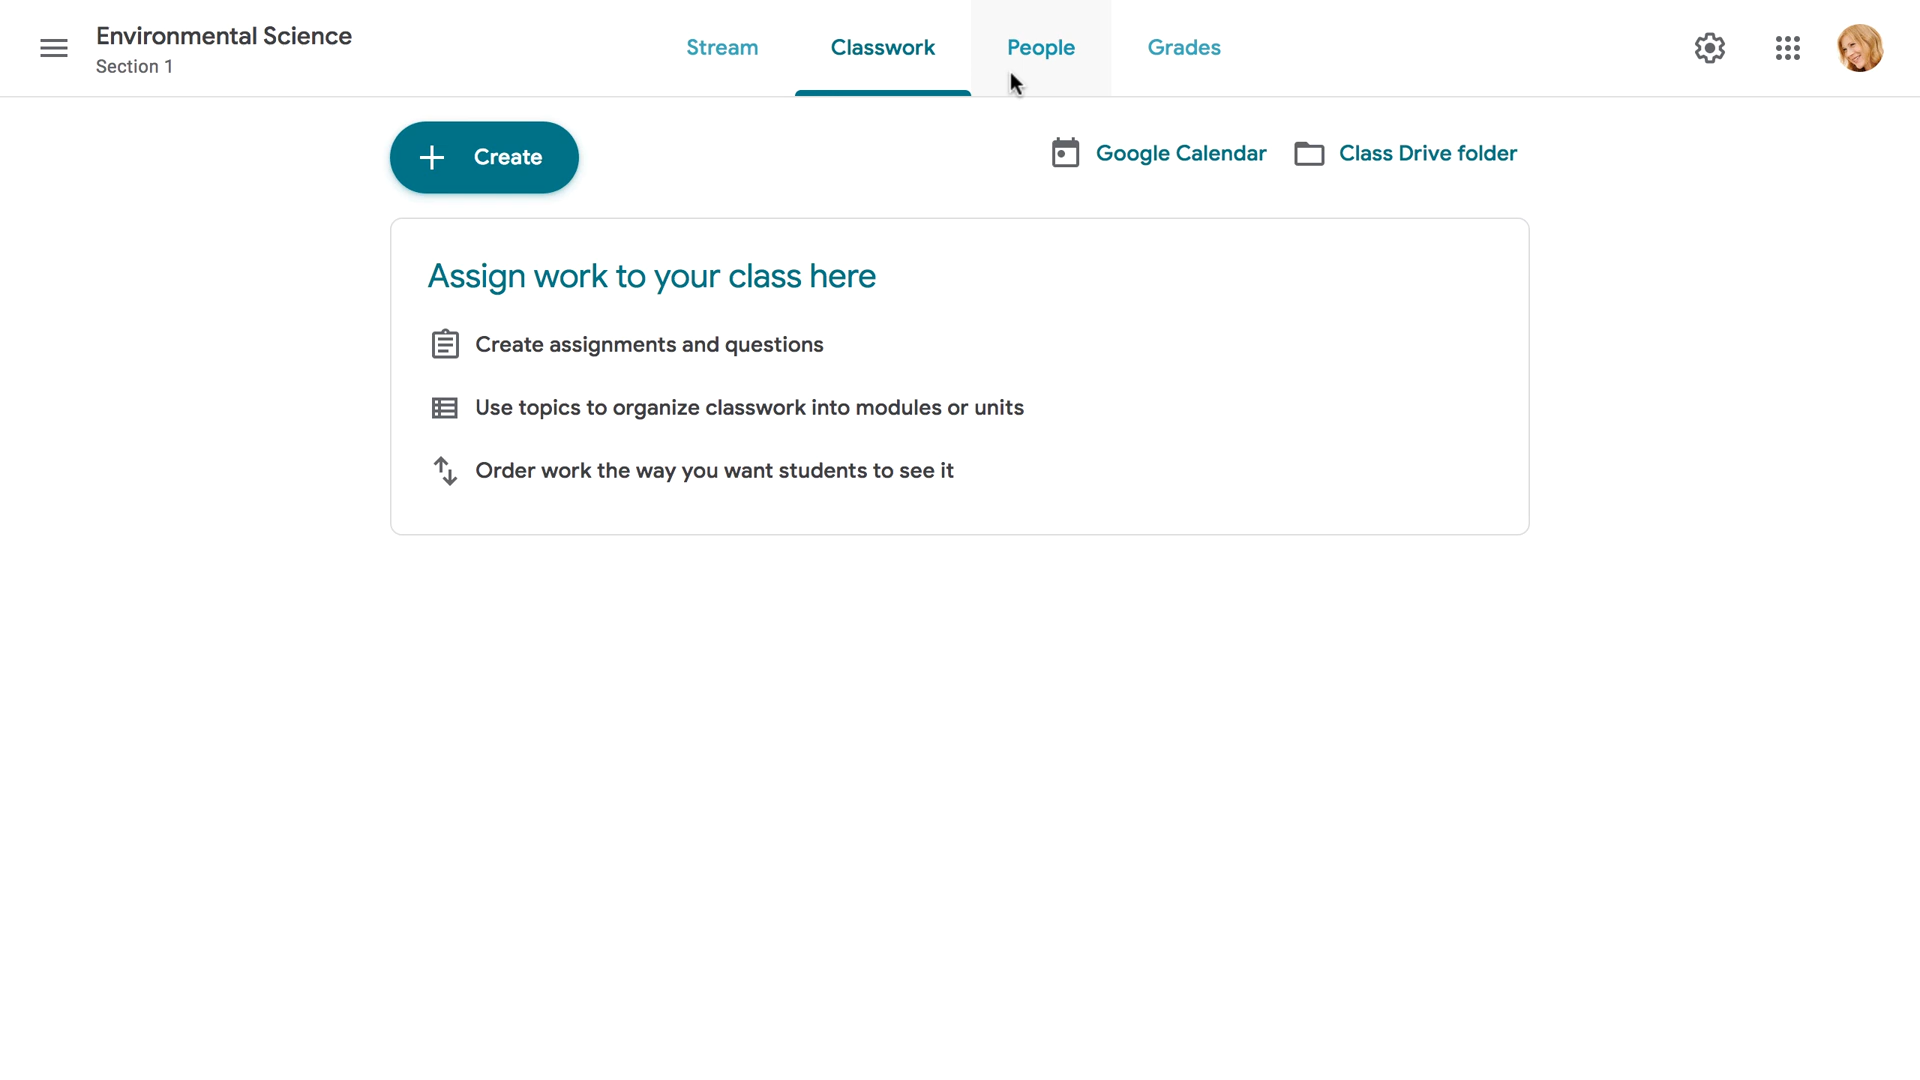 Environmental Science
Section 1
Stream
Classwork
People
Grades
Create
Google Calendar
Class Drive folder
Assign work to your class here
Create assignments and questions
Use topics to organize classwork into modules or units
Order work the way you want students to see it